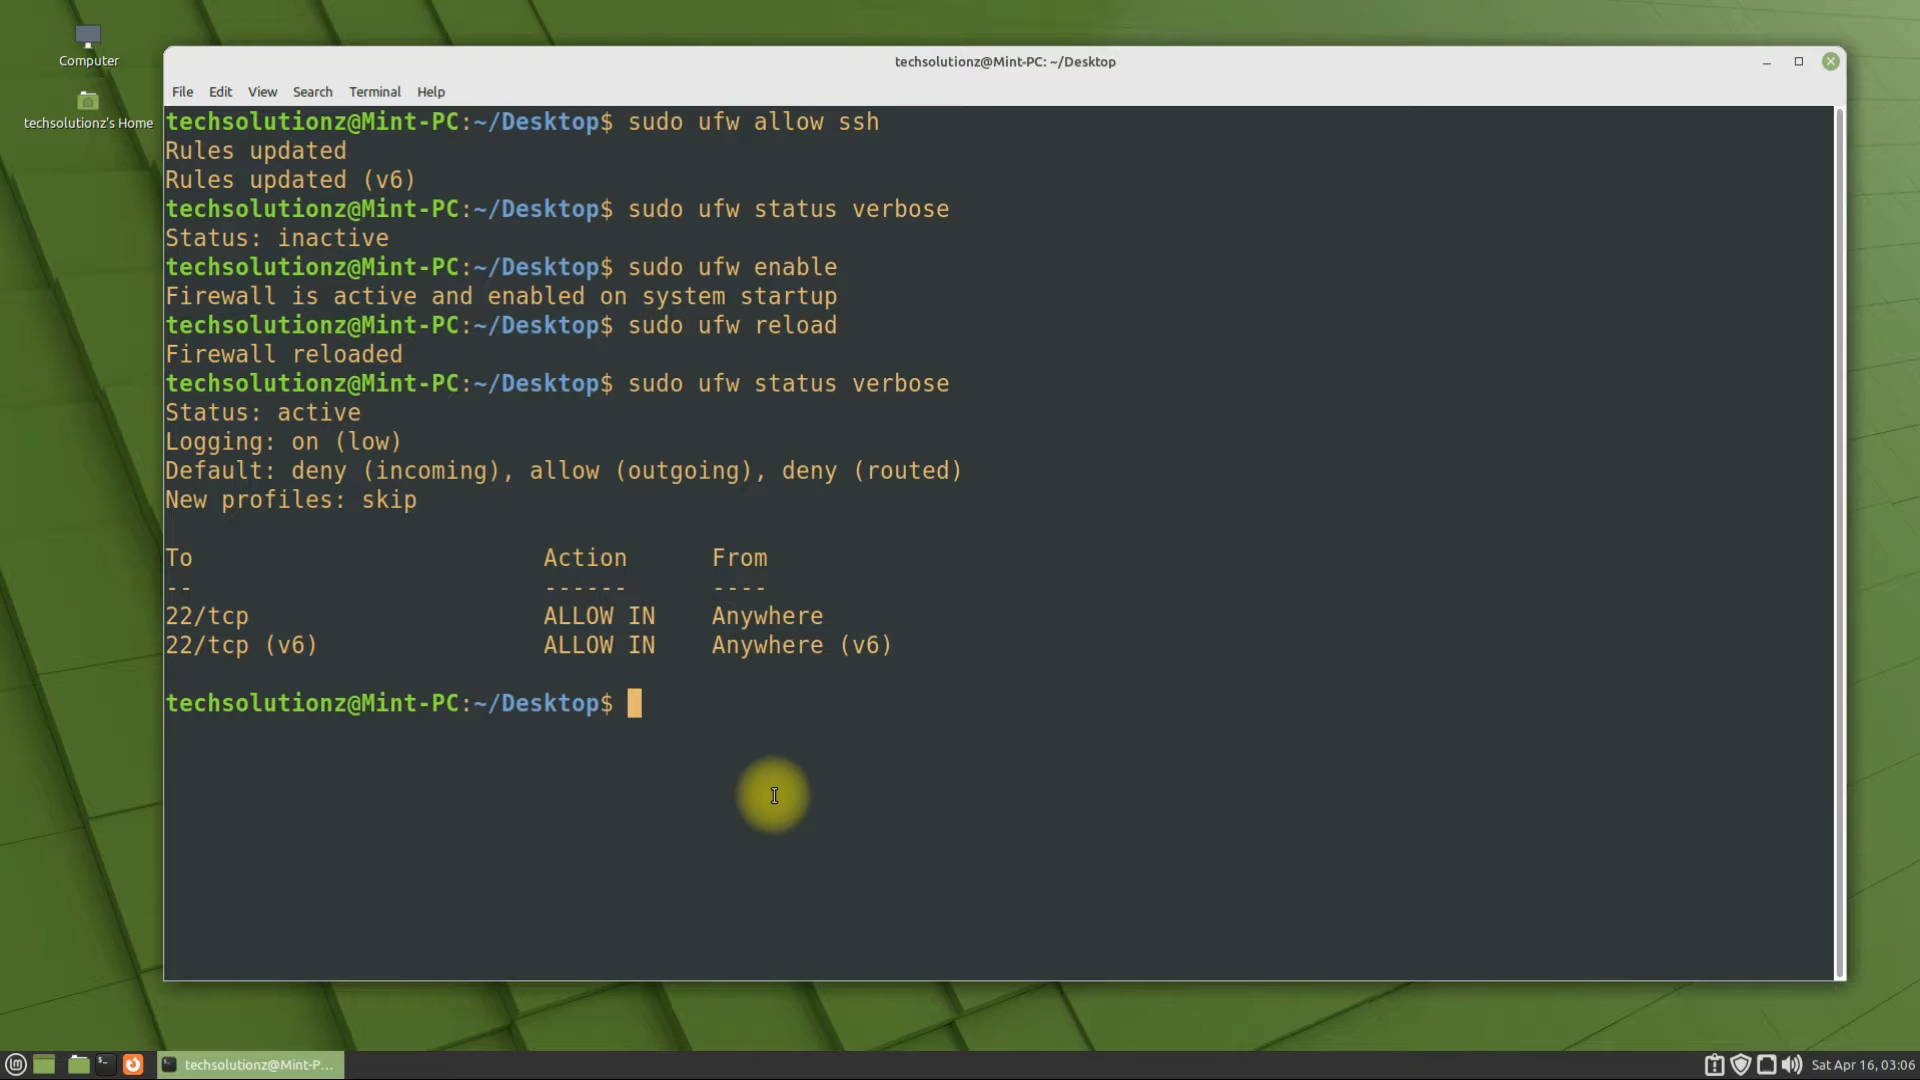 Computer
techsolutionz's Home
techsolutionz@Mint-PC: ~/Desktop
File Edit View Search Terminal Help
techsolutionz@Mint-PC:~/Desktop$ sudo ufw allow ssh
Rules updated
Rules updated (v6)
techsolutionz@Mint-PC:~/Desktop$ sudo ufw status verbose
Status: inactive
techsolutionz@Mint-PC:~/Desktop$ sudo ufw enable
Firewall is active and enabled on system startup
techsolutionz@Mint-PC:~/Desktop$ sudo ufw reload
Firewall reloaded
techsolutionz@Mint-PC:~/Desktop$ sudo ufw status verbose
Status: active
Logging: on (low)
Default: deny (incoming), allow (outgoing), deny (routed)
New profiles: skip
To Action From
-- ------ ----
22/tcp ALLOW IN Anywhere
22/tcp (v6) ALLOW IN Anywhere (v6)
techsolutionz@Mint-PC:~/Desktop$
techsolutionz@Mint-P... Sat Apr 16, 03:06